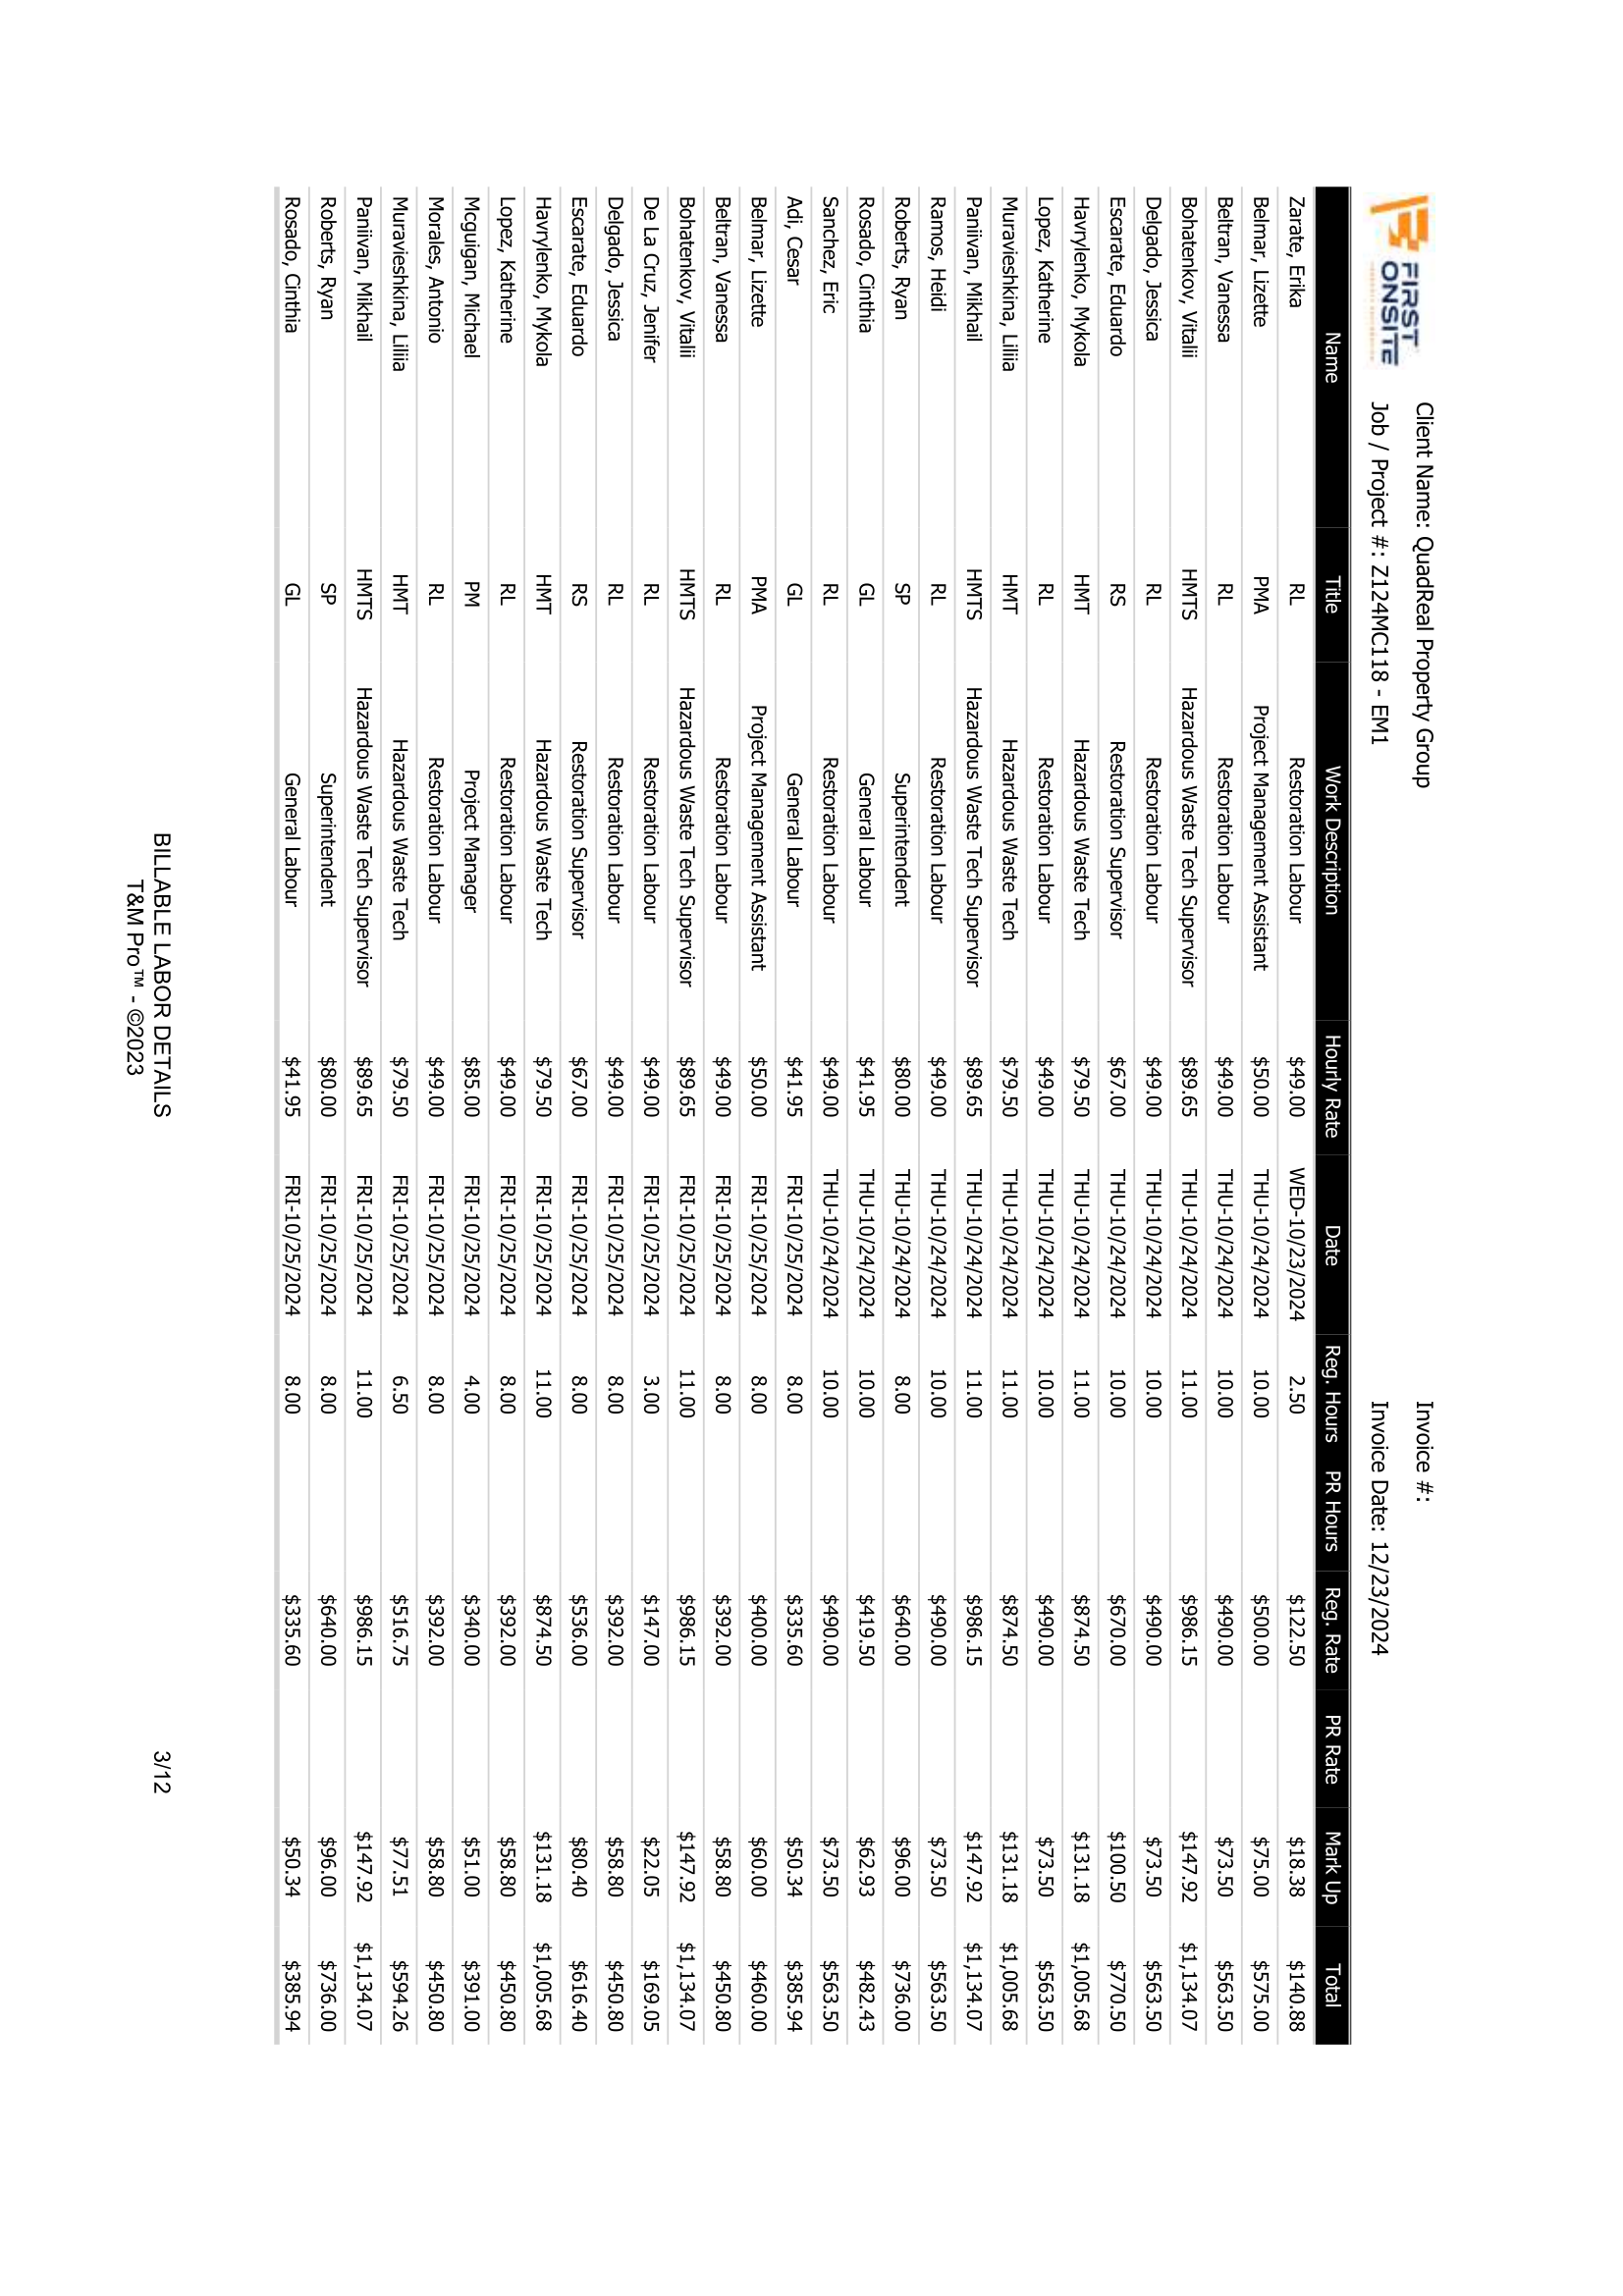 FIRST
ONSITE
Client Name: QuadReal Property Group Invoice #:
Job / Project #: Z124MC118 - EM1 Invoice Date: 12/23/2024
Name Title Work Description Hourly Rate Date Reg. Hours PR Hours Reg. Rate PR Rate Mark Up Total
Zarate, Erika RL Restoration Labour $49.00 WED-10/23/2024 2.50 $122.50 $18.38 $140.88
Belmar, Lizette PMA Project Management Assistant $50.00 THU-10/24/2024 10.00 $500.00 $75.00 $575.00
Beltran, Vanessa RL Restoration Labour $49.00 THU-10/24/2024 10.00 $490.00 $73.50 $563.50
Bohatenkov, Vitalii HMTS Hazardous Waste Tech Supervisor $89.65 THU-10/24/2024 11.00 $986.15 $147.92 $1,134.07
Delgado, Jessica RL Restoration Labour $49.00 THU-10/24/2024 10.00 $490.00 $73.50 $563.50
Escarate, Eduardo RS Restoration Supervisor $67.00 THU-10/24/2024 10.00 $670.00 $100.50 $770.50
Havrylenko, Mykola HMT Hazardous Waste Tech $79.50 THU-10/24/2024 11.00 $874.50 $131.18 $1,005.68
Lopez, Katherine RL Restoration Labour $49.00 THU-10/24/2024 10.00 $490.00 $73.50 $563.50
Muravieshkina, Liliia HMT Hazardous Waste Tech $79.50 THU-10/24/2024 11.00 $874.50 $131.18 $1,005.68
Paniivan, Mikhail HMTS Hazardous Waste Tech Supervisor $89.65 THU-10/24/2024 11.00 $986.15 $147.92 $1,134.07
Ramos, Heidi RL Restoration Labour $49.00 THU-10/24/2024 10.00 $490.00 $73.50 $563.50
Roberts, Ryan SP Superintendent $80.00 THU-10/24/2024 8.00 $640.00 $96.00 $736.00
Rosado, Cinthia GL General Labour $41.95 THU-10/24/2024 10.00 $419.50 $62.93 $482.43
Sanchez, Eric RL Restoration Labour $49.00 THU-10/24/2024 10.00 $490.00 $73.50 $563.50
Adi, Cesar GL General Labour $41.95 FRI-10/25/2024 8.00 $335.60 $50.34 $385.94
Belmar, Lizette PMA Project Management Assistant $50.00 FRI-10/25/2024 8.00 $400.00 $60.00 $460.00
Beltran, Vanessa RL Restoration Labour $49.00 FRI-10/25/2024 8.00 $392.00 $58.80 $450.80
Bohatenkov, Vitalii HMTS Hazardous Waste Tech Supervisor $89.65 FRI-10/25/2024 11.00 $986.15 $147.92 $1,134.07
De La Cruz, Jenifer RL Restoration Labour $49.00 FRI-10/25/2024 3.00 $147.00 $22.05 $169.05
Delgado, Jessica RL Restoration Labour $49.00 FRI-10/25/2024 8.00 $392.00 $58.80 $450.80
Escarate, Eduardo RS Restoration Supervisor $67.00 FRI-10/25/2024 8.00 $536.00 $80.40 $616.40
Havrylenko, Mykola HMT Hazardous Waste Tech $79.50 FRI-10/25/2024 11.00 $874.50 $131.18 $1,005.68
Lopez, Katherine RL Restoration Labour $49.00 FRI-10/25/2024 8.00 $392.00 $58.80 $450.80
Mcguigan, Michael PM Project Manager $85.00 FRI-10/25/2024 4.00 $340.00 $51.00 $391.00
Morales, Antonio RL Restoration Labour $49.00 FRI-10/25/2024 8.00 $392.00 $58.80 $450.80
Muravieshkina, Liliia HMT Hazardous Waste Tech $79.50 FRI-10/25/2024 6.50 $516.75 $77.51 $594.26
Paniivan, Mikhail HMTS Hazardous Waste Tech Supervisor $89.65 FRI-10/25/2024 11.00 $986.15 $147.92 $1,134.07
Roberts, Ryan SP Superintendent $80.00 FRI-10/25/2024 8.00 $640.00 $96.00 $736.00
Rosado, Cinthia GL General Labour $41.95 FRI-10/25/2024 8.00 $335.60 $50.34 $385.94
BILLABLE LABOR DETAILS 3/12
T&M Pro™ - ©2023